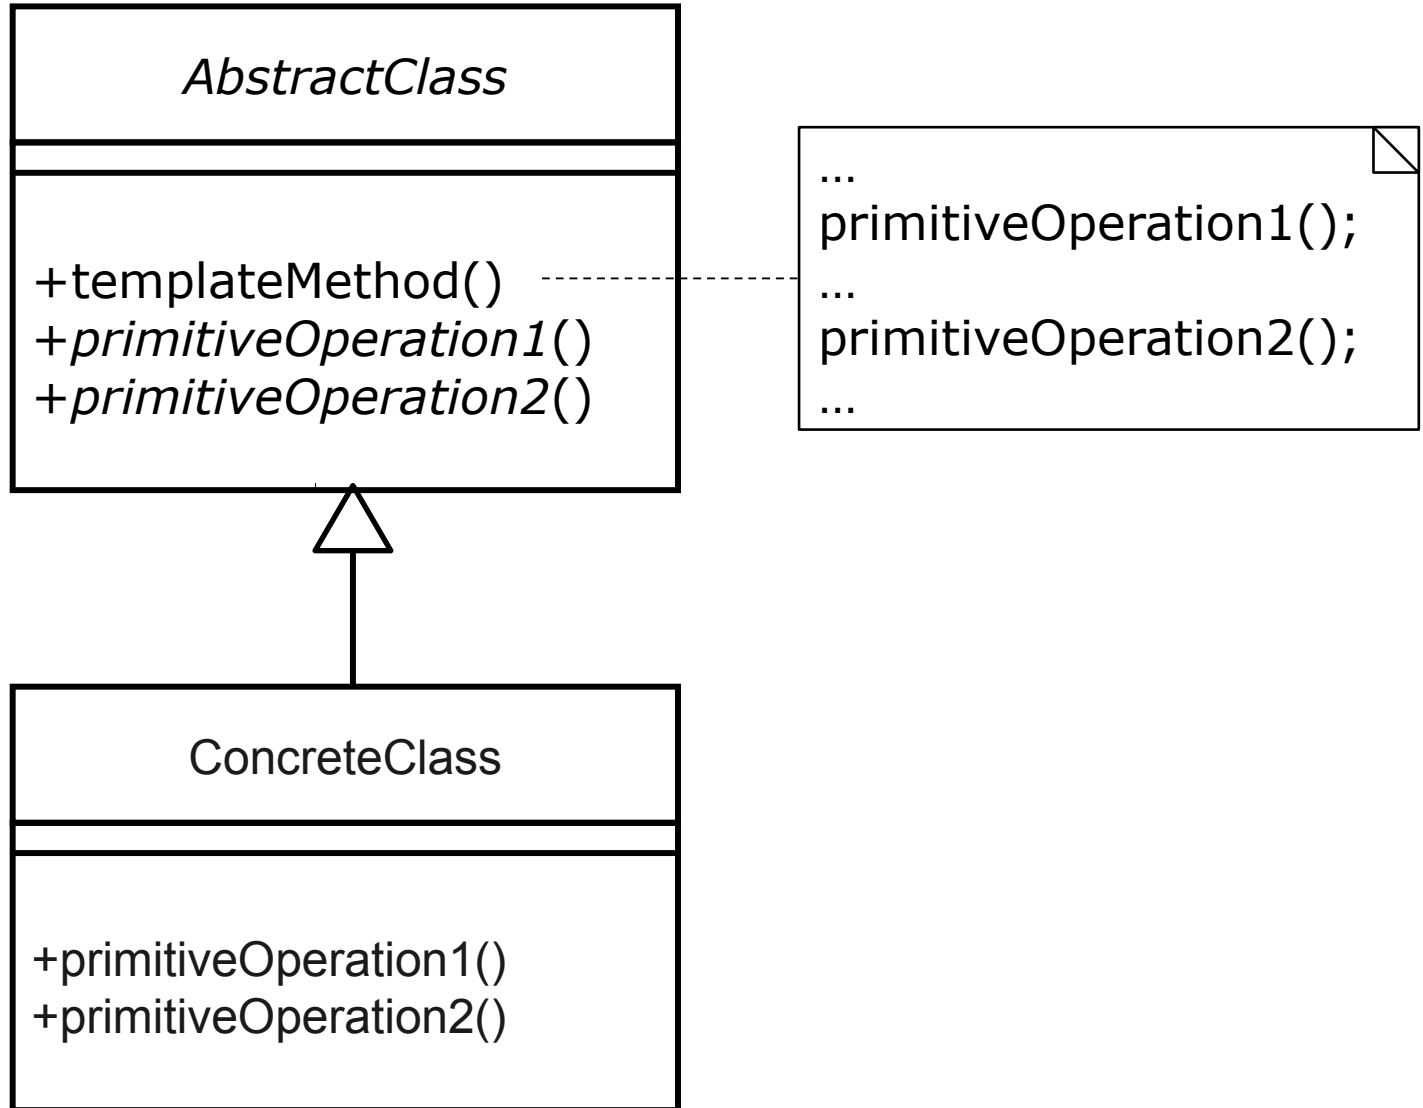 AbstractClass
+templateMethod()
+primitiveOperation1()
+primitiveOperation2()
...
primitiveOperation1();
...
primitiveOperation2();
...
ConcreteClass
+primitiveOperation1()
+primitiveOperation2()